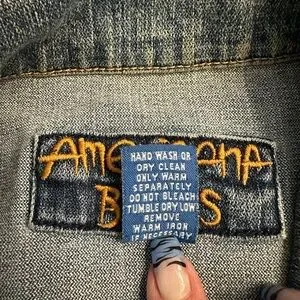 HAND WASH OR
DRY CLEAN
ONLY WARM
SEPARATELY
DO NOT BLEACH
TUMBLE DRY LOW
REMOVE
WARM IRON
IF NECESSARY